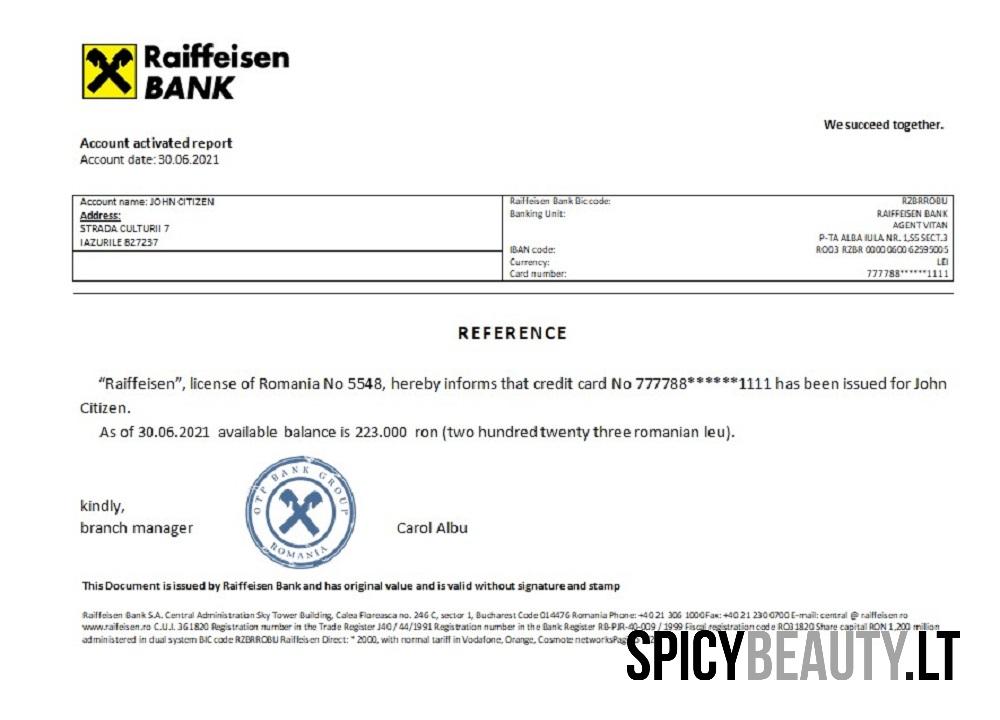 Raiffeisen
BANK
We succeed together.
Account activated report
Account date: 30.06.2021
Account name: JOHN CITIZEN
Address:
STRADA CULTURII 7
IAZURILE 827237
Raiffeisen Bank Bic code: RZBRROBU
Banking Unit: RAIFFEISEN BANK
AGENT VITAN
P-TA ALBA IULA NR. 1,S5 SECT.3
IBAN code: RO03 RZBR 0000 0600 6259 5005
Currency: LEI
Card number: 777788******1111
REFERENCE
“Raiffeisen”, license of Romania No 5548, hereby informs that credit card No 777788******1111 has been issued for John
Citizen.
As of 30.06.2021 available balance is 223.000 ron (two hundred twenty three romanian leu).
kindly,
branch manager
OTP BANK GROUP
ROMANIA
Carol Albu
This Document is issued by Raiffeisen Bank and has original value and is valid without signature and stamp
Raiffeisen Bank S.A. Central Administration Sky Tower Building, Calea Floreasca no. 246 C, sector 1, Bucharest Code 014476 Romania Phone: +40 21 306 1000 Fax: +40 21 230 0700 E-mail: central @ raiffeisen ro
www.raiffeisen.ro C.U.I. 361820 Registration number in the Trade Register J40 / 44/1991 Registration number in the Bank Register RB-PJR-40-009 / 1999 Fiscal registration code RO31820 Share capital RON 1,200 million
administered in dual system BIC code RZBRROBU Raiffeisen Direct: * 2000, with normal tariff in Vodafone, Orange, Cosmote networks
SPICYBEAUTY.LT